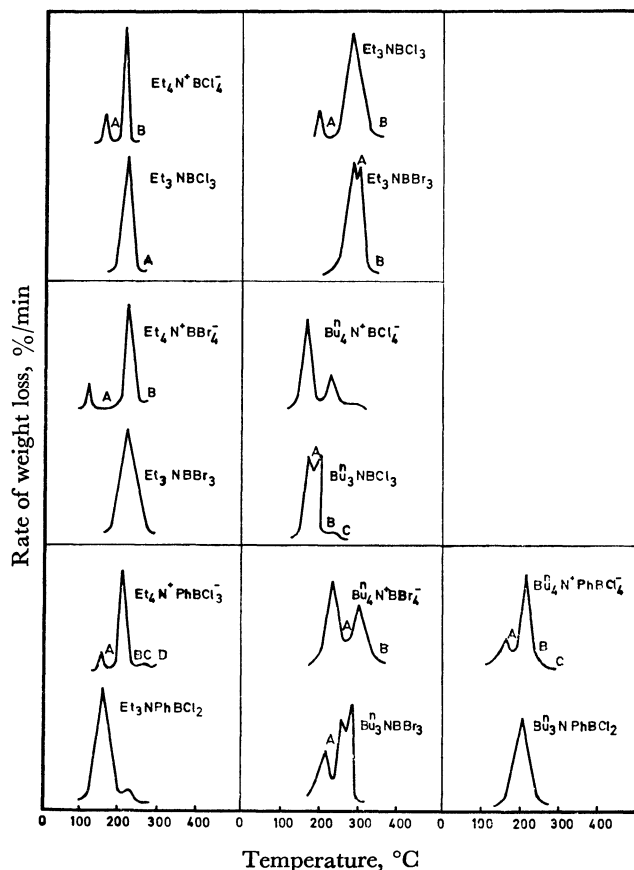 Rate of weight loss, %/min
Et₄N⁺BCl₄⁻
A
B
Et₃NBCl₃
A
Et₃NBCl₃
A
B
A
Et₃NBBr₃
B
Et₄N⁺BBr₄⁻
A
B
Et₃NBBr₃
Buⁿ₄N⁺BCl₄⁻
A
Buⁿ₃NBCl₃
B
C
Et₄N⁺PhBCl₃⁻
A
BC D
Et₃NPhBCl₂
Buⁿ₄N⁺BBr₄⁻
A
B
Buⁿ₃NBBr₃
A
Buⁿ₄N⁺PhBCl₄⁻
A
B
C
Buⁿ₃NPhBCl₂
0 100 200 300 400 0 100 200 300 400 0 100 200 300 400
Temperature, °C